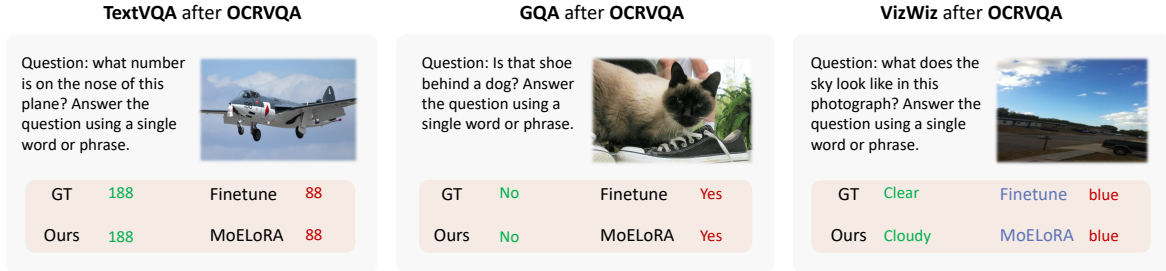 TextVQA after OCRVQA
Question: what number
is on the nose of this
plane? Answer the
question using a single
word or phrase.
GT 188 Finetune 88
Ours 188 MoELoRA 88
GQA after OCRVQA
Question: Is that shoe
behind a dog? Answer
the question using a
single word or phrase.
GT No Finetune Yes
Ours No MoELoRA Yes
VizWiz after OCRVQA
Question: what does the
sky look like in this
photograph? Answer the
question using a single
word or phrase.
GT Clear Finetune blue
Ours Cloudy MoELoRA blue